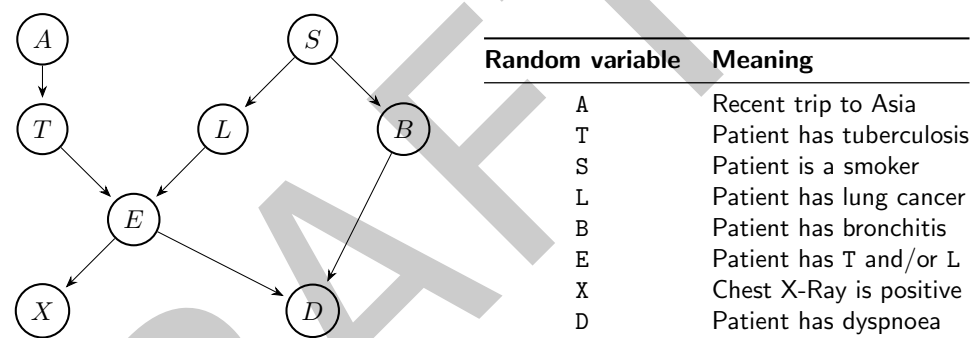 A S
T L B
E
X D
Random variable Meaning
A Recent trip to Asia
T Patient has tuberculosis
S Patient is a smoker
L Patient has lung cancer
B Patient has bronchitis
E Patient has T and/or L
X Chest X-Ray is positive
D Patient has dyspnoea